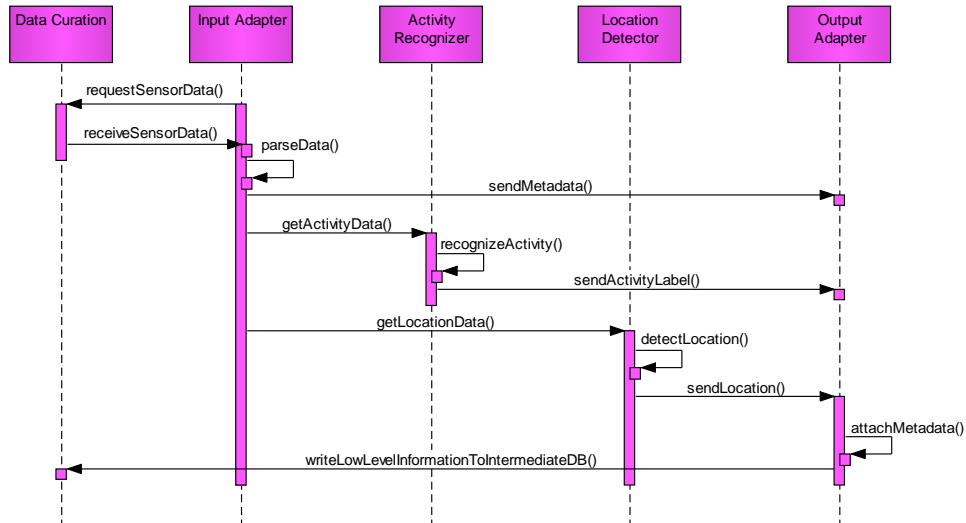 Data Curation
Input Adapter
Activity
Recognizer
Location
Detector
Output
Adapter
requestSensorData()
receiveSensorData()
parseData()
sendMetadata()
getActivityData()
recognizeActivity()
sendActivityLabel()
getLocationData()
detectLocation()
sendLocation()
attachMetadata()
writeLowLevelInformationToIntermediateDB()